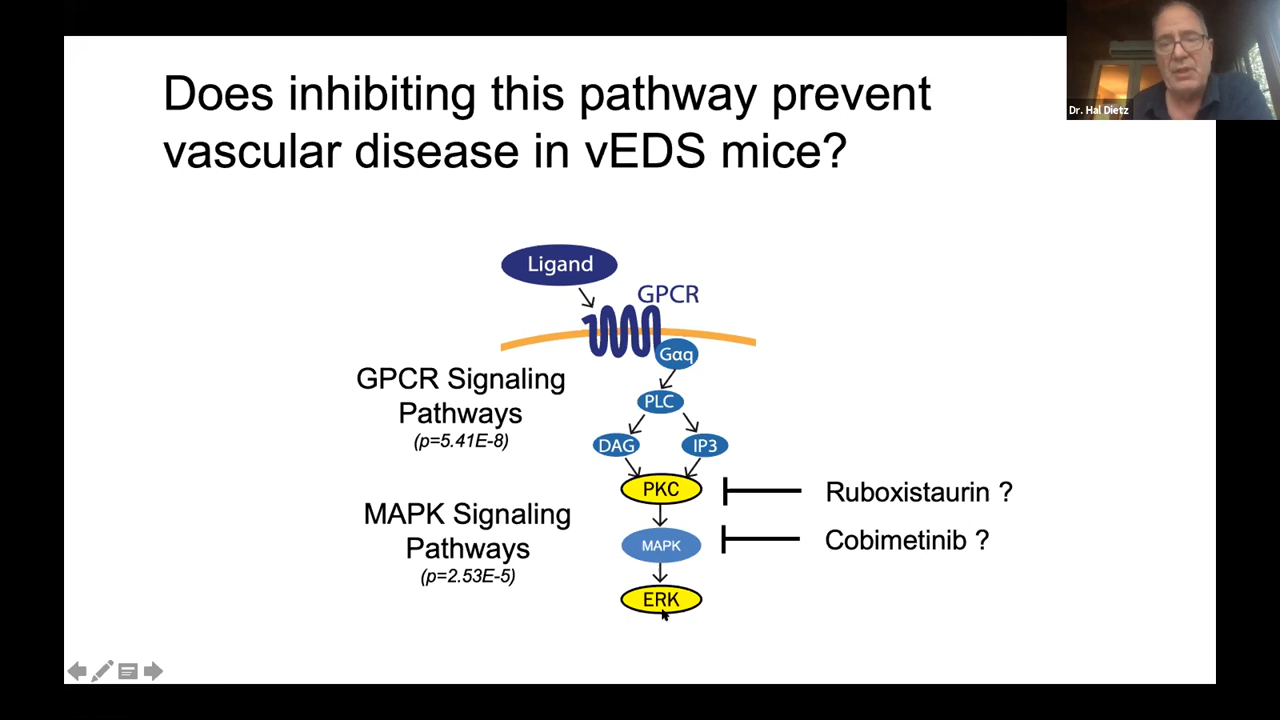 Does inhibiting this pathway prevent
vascular disease in vEDS mice?
Dr. Hal Dietz
Ligand
GPCR
Gαq
GPCR Signaling
Pathways
(p=5.41E-8)
PLC
DAG
IP3
PKC
Ruboxistaurin ?
MAPK Signaling
Pathways
(p=2.53E-5)
MAPK
Cobimetinib ?
ERK